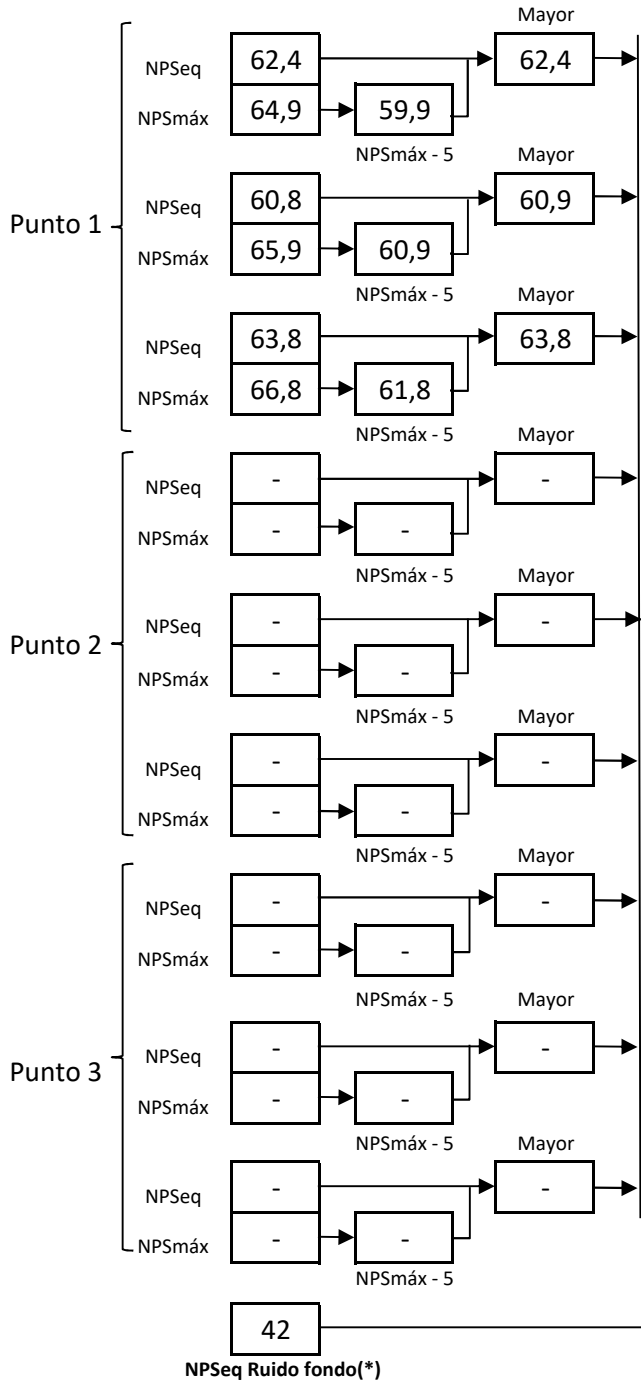 Mayor
NPSeq 62,4 62,4
NPSmáx 64,9 59,9
NPSmáx - 5 Mayor
NPSeq 60,8 60,9
Punto 1
NPSmáx 65,9 60,9
NPSmáx - 5 Mayor
NPSeq 63,8 63,8
NPSmáx 66,8 61,8
NPSmáx - 5 Mayor
NPSeq - -
NPSmáx - -
NPSmáx - 5 Mayor
NPSeq - -
Punto 2
NPSmáx - -
NPSmáx - 5 Mayor
NPSeq - -
NPSmáx - -
NPSmáx - 5 Mayor
NPSeq - -
NPSmáx - -
NPSmáx - 5 Mayor
NPSeq - -
Punto 3
NPSmáx - -
NPSmáx - 5 Mayor
NPSeq - -
NPSmáx - -
NPSmáx - 5
42
NPSeq Ruido fondo(*)